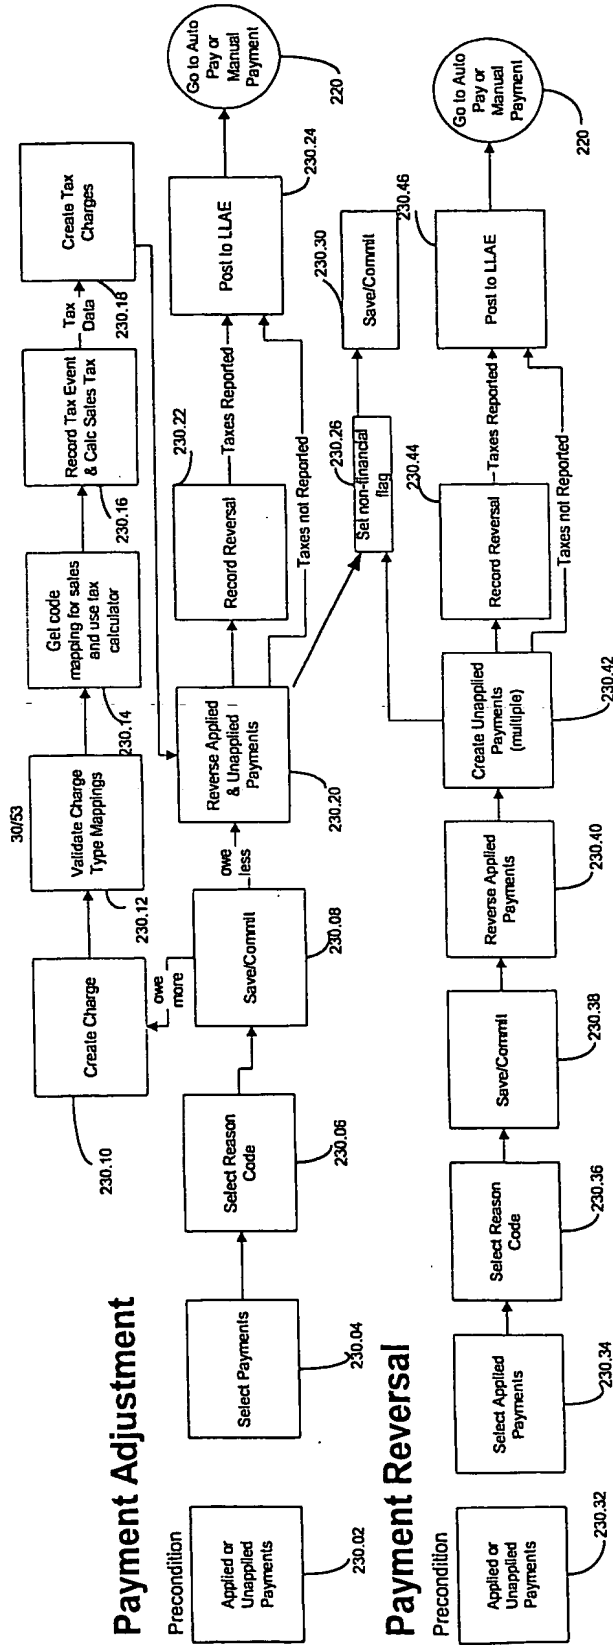 30/53
Payment Adjustment
Precondition
Applied or
Unapplied
Payments
230.02
Select Payments
230.04
Select Reason
Code
230.06
Save/Commit
230.08
owe
more
owe
less
Create Charge
230.10
Validate Charge
Type Mappings
230.12
Get code
mapping for sales
and use tax
calculator
230.14
Record Tax Event
& Calc Sales Tax
230.16
Tax
Data
Create Tax
Charges
230.18
Reverse Applied
& Unapplied
Payments
230.20
Record Reversal
230.22
Taxes Reported
Taxes not Reported
Post to LLAE
230.24
Go to Auto
Pay or
Manual
Payment
220
Set non-financial
flag
230.26
Save/Commit
230.30
Payment Reversal
Precondition
Applied or
Unapplied
Payments
230.32
Select Applied
Payments
230.34
Select Reason
Code
230.36
Save/Commit
230.38
Reverse Applied
Payments
230.40
Create Unapplied
Payments
(multiple)
230.42
Record Reversal
230.44
Taxes Reported
Taxes not Reported
Post to LLAE
230.46
Go to Auto
Pay or
Manual
Payment
220